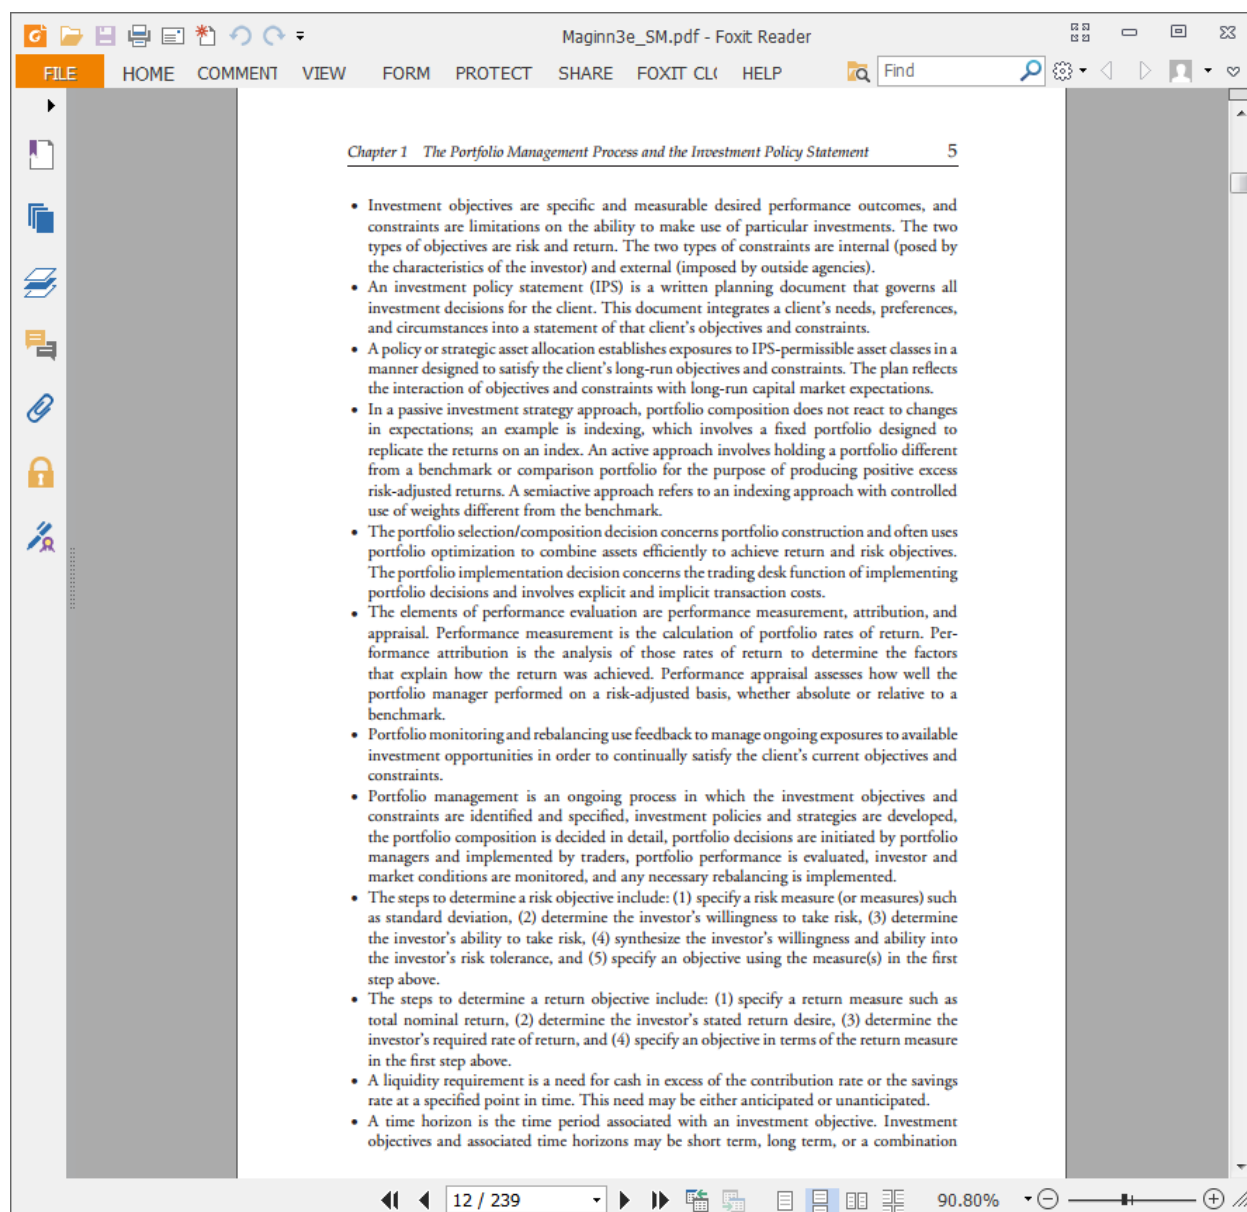 Maginn3e_SM.pdf - Foxit Reader
FILE HOME COMMENT VIEW FORM PROTECT SHARE FOXIT CL HELP Find
Chapter 1 The Portfolio Management Process and the Investment Policy Statement 5
• Investment objectives are specific and measurable desired performance outcomes, and
constraints are limitations on the ability to make use of particular investments. The two
types of objectives are risk and return. The two types of constraints are internal (posed by
the characteristics of the investor) and external (imposed by outside agencies).
• An investment policy statement (IPS) is a written planning document that governs all
investment decisions for the client. This document integrates a client's needs, preferences,
and circumstances into a statement of that client's objectives and constraints.
• A policy or strategic asset allocation establishes exposures to IPS-permissible asset classes in a
manner designed to satisfy the client's long-run objectives and constraints. The plan reflects
the interaction of objectives and constraints with long-run capital market expectations.
• In a passive investment strategy approach, portfolio composition does not react to changes
in expectations; an example is indexing, which involves a fixed portfolio designed to
replicate the returns on an index. An active approach involves holding a portfolio different
from a benchmark or comparison portfolio for the purpose of producing positive excess
risk-adjusted returns. A semiactive approach refers to an indexing approach with controlled
use of weights different from the benchmark.
• The portfolio selection/composition decision concerns portfolio construction and often uses
portfolio optimization to combine assets efficiently to achieve return and risk objectives.
The portfolio implementation decision concerns the trading desk function of implementing
portfolio decisions and involves explicit and implicit transaction costs.
• The elements of performance evaluation are performance measurement, attribution, and
appraisal. Performance measurement is the calculation of portfolio rates of return. Per-
formance attribution is the analysis of those rates of return to determine the factors
that explain how the return was achieved. Performance appraisal assesses how well the
portfolio manager performed on a risk-adjusted basis, whether absolute or relative to a
benchmark.
• Portfolio monitoring and rebalancing use feedback to manage ongoing exposures to available
investment opportunities in order to continually satisfy the client's current objectives and
constraints.
• Portfolio management is an ongoing process in which the investment objectives and
constraints are identified and specified, investment policies and strategies are developed,
the portfolio composition is decided in detail, portfolio decisions are initiated by portfolio
managers and implemented by traders, portfolio performance is evaluated, investor and
market conditions are monitored, and any necessary rebalancing is implemented.
• The steps to determine a risk objective include: (1) specify a risk measure (or measures) such
as standard deviation, (2) determine the investor's willingness to take risk, (3) determine
the investor's ability to take risk, (4) synthesize the investor's willingness and ability into
the investor's risk tolerance, and (5) specify an objective using the measure(s) in the first
step above.
• The steps to determine a return objective include: (1) specify a return measure such as
total nominal return, (2) determine the investor's stated return desire, (3) determine the
investor's required rate of return, and (4) specify an objective in terms of the return measure
in the first step above.
• A liquidity requirement is a need for cash in excess of the contribution rate or the savings
rate at a specified point in time. This need may be either anticipated or unanticipated.
• A time horizon is the time period associated with an investment objective. Investment
objectives and associated time horizons may be short term, long term, or a combination
12 / 239 90.80%